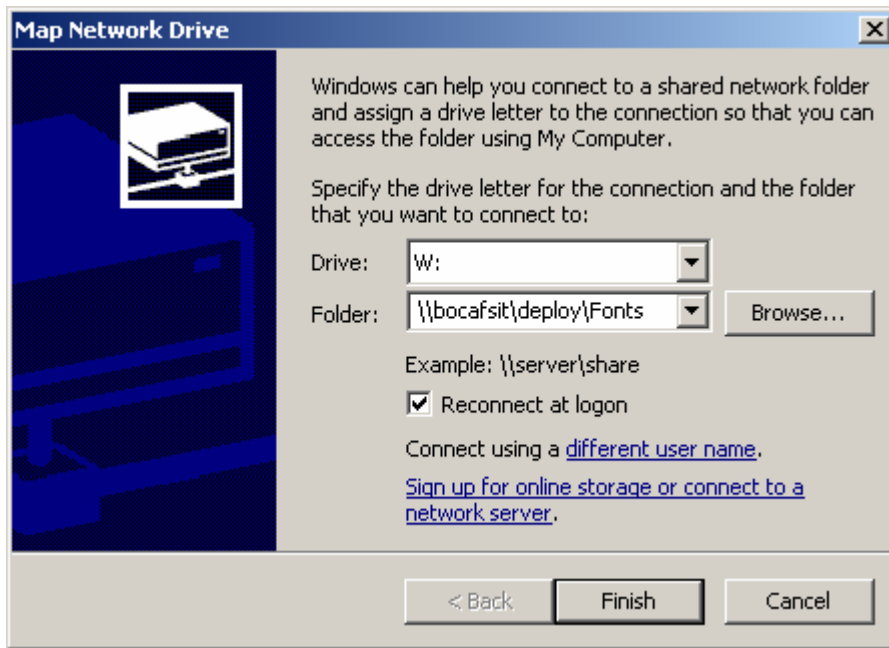 Map Network Drive
Windows can help you connect to a shared network folder
and assign a drive letter to the connection so that you can
access the folder using My Computer.
Specify the drive letter for the connection and the folder
that you want to connect to:
Drive: W:
Folder: \\bocafsit\deploy\Fonts Browse...
Example: \\server\share
Reconnect at logon
Connect using a different user name.
Sign up for online storage or connect to a
network server.
< Back Finish Cancel